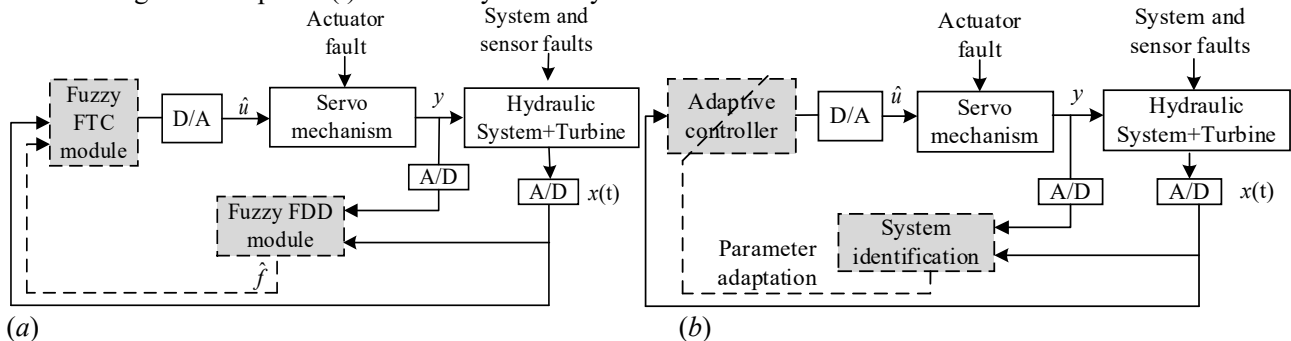 Actuator
fault
System and
sensor faults
Fuzzy
FTC
module
D/A
û
Servo
mechanism
y
Hydraulic
System+Turbine
A/D
A/D
x(t)
Fuzzy FDD
module
f̂
(a)
Actuator
fault
System and
sensor faults
Adaptive
controller
D/A
û
Servo
mechanism
y
Hydraulic
System+Turbine
A/D
A/D
x(t)
System
identification
Parameter
adaptation
(b)